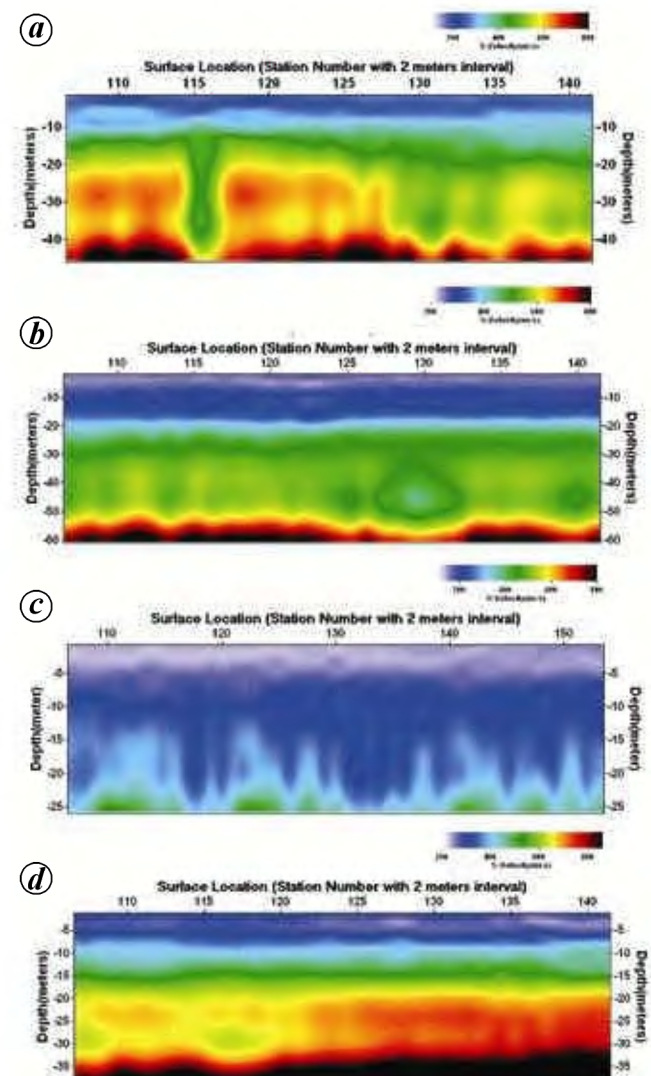 a
Surface Location (Station Number with 2 meters interval)
110 115 120 125 130 135 140
-10 -10
-20 -20
-30 -30
-40 -40
Depth(meters) Depth(meters)
b
Surface Location (Station Number with 2 meters interval)
110 115 120 125 130 140
-10 -10
-20 -20
-30 -30
-40 -40
-50 -50
-60 -60
Depth(meters) Depth(meters)
c
Surface Location (Station Number with 2 meters interval)
110 120 130 140 150
-5 -5
-10 -10
-15 -15
-20 -20
-25 -25
Depth(meter) Depth(meter)
d
Surface Location (Station Number with 2 meters interval)
110 115 120 125 130 135 140
-5 -5
-10 -10
-15 -15
-20 -20
-25 -25
-30 -30
-35 -35
Depth(meters) Depth(meters)